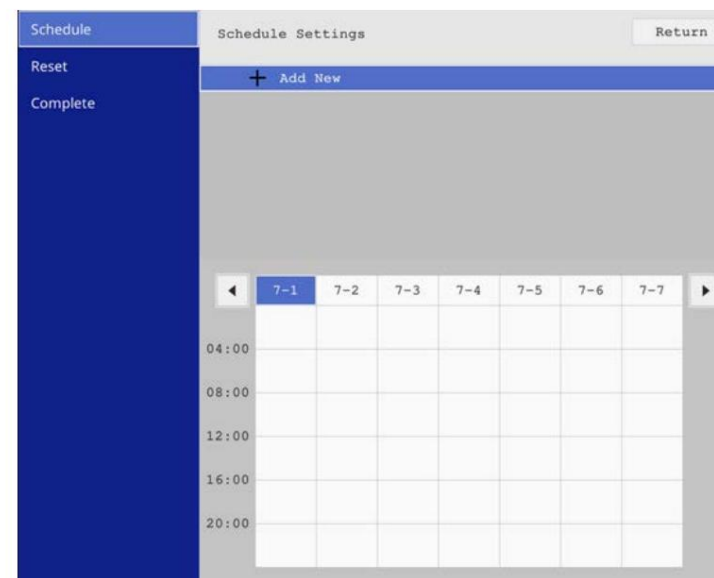 Schedule
Reset
Complete
Schedule Settings
Return
+ Add New
7-1 7-2 7-3 7-4 7-5 7-6 7-7
04:00
08:00
12:00
16:00
20:00